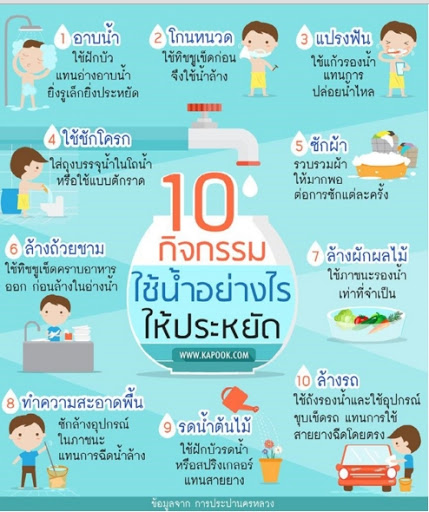 1 อาบน้ำ
ใช้ฝักบัว
แทนอ่างอาบน้ำ
ยิ่งรูเล็กยิ่งประหยัด
2 โกนหนวด
ใช้ทิชชูเช็ดก่อน
จึงใช้น้ำล้าง
3 แปรงฟัน
ใช้แก้วรองน้ำ
แทนการ
ปล่อยน้ำไหล
4 ใช้ชักโครก
ใส่ถุงบรรจุน้ำในโถน้ำ
หรือใช้แบบตักราด
5 ซักผ้า
รวบรวมผ้า
ให้มากพอ
ต่อการซักแต่ละครั้ง
10
กิจกรรม
ใช้น้ำอย่างไร
ให้ประหยัด
WWW.KAPOOK.COM
6 ล้างถ้วยชาม
ใช้ทิชชูเช็ดคราบอาหาร
ออก ก่อนล้างในอ่างน้ำ
7 ล้างผักผลไม้
ใช้ภาชนะรองน้ำ
เท่าที่จำเป็น
8 ทำความสะอาดพื้น
ซักล้างอุปกรณ์
ในภาชนะ
แทนการฉีดน้ำล้าง
9 รดน้ำต้นไม้
ใช้ฝักบัวรดน้ำ
หรือสปริงเกลอร์
แทนสายยาง
10 ล้างรถ
ใช้ถังรองน้ำและใช้อุปกรณ์
ชุบเช็ดรถ แทนการใช้
สายยางฉีดโดยตรง
ข้อมูลจาก การประปานครหลวง